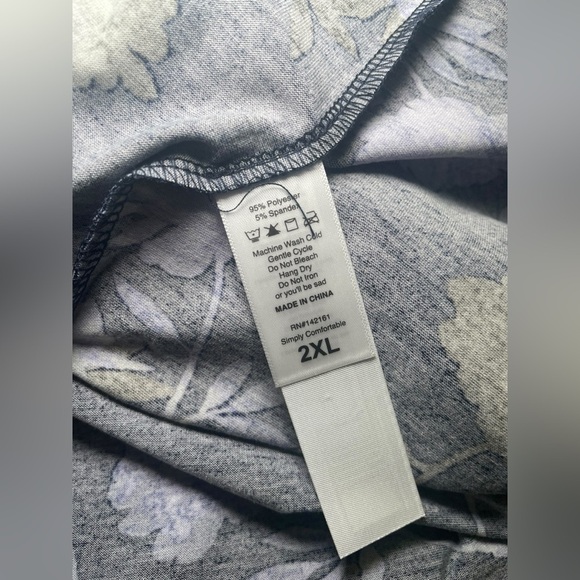 95% Polyester
5% Spandex
Machine Wash Cold
Gentle Cycle
Do Not Bleach
Hang Dry
Do Not Iron
or you'll be sad
MADE IN CHINA
RN#142161
Simply Comfortable
2XL